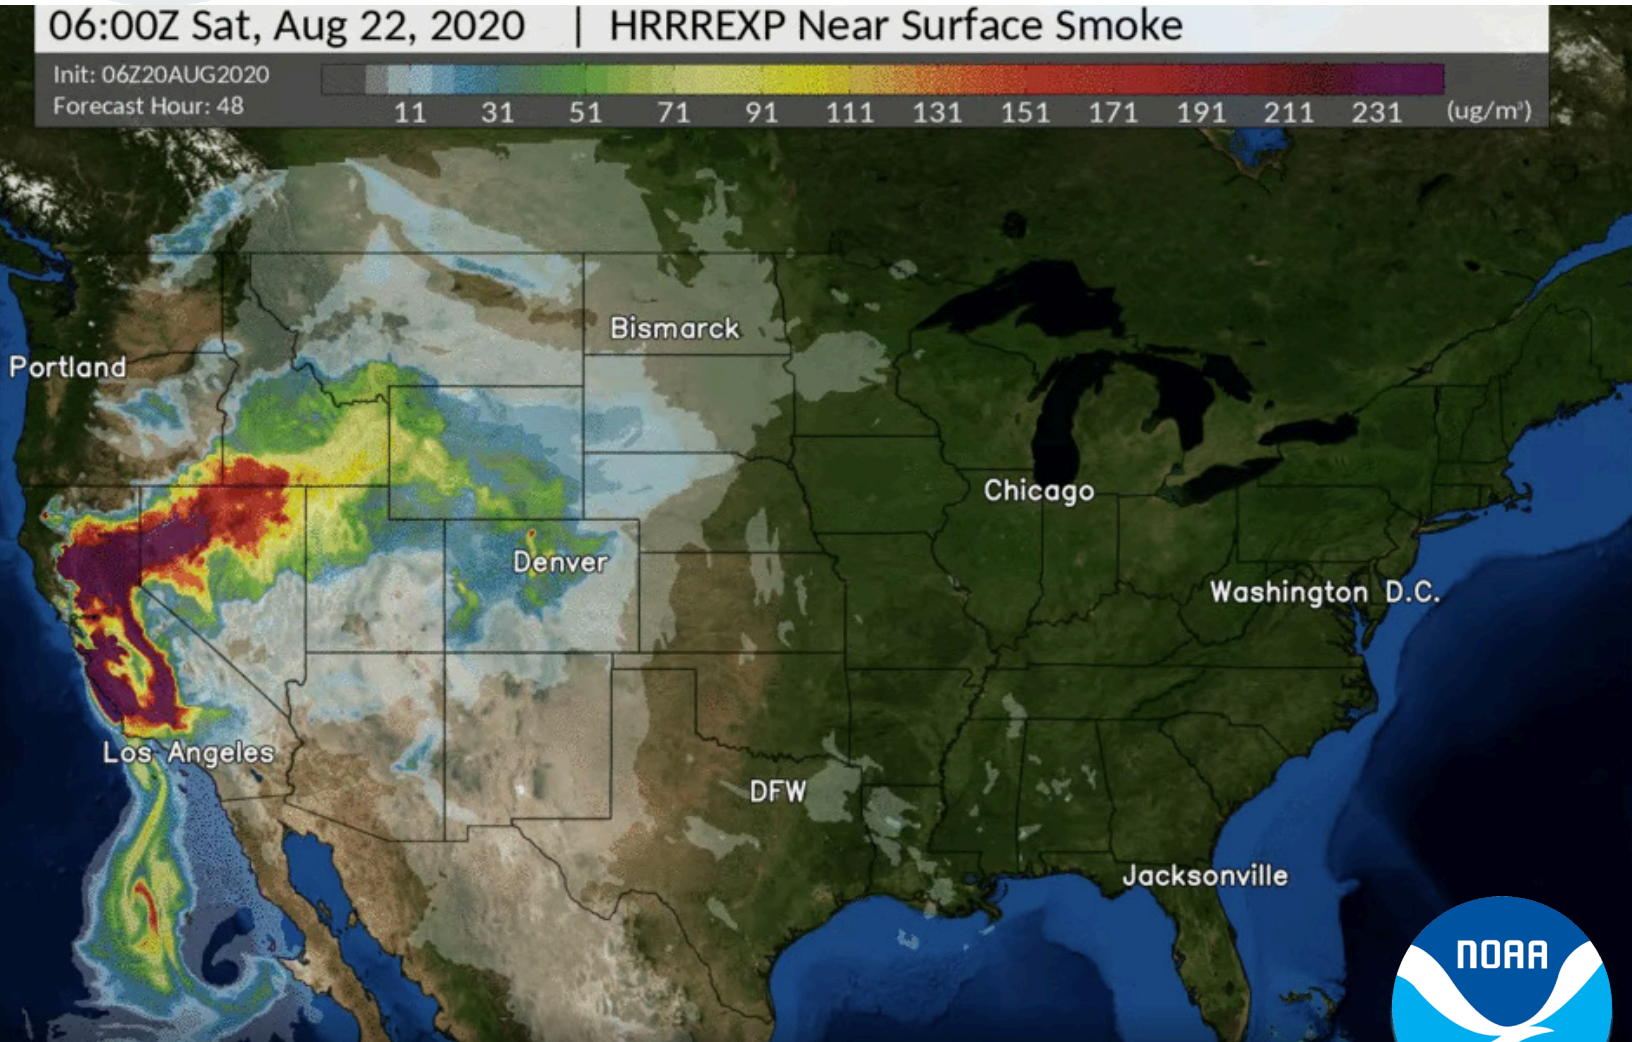 06:00Z Sat, Aug 22, 2020 | HRRREXP Near Surface Smoke
Init: 06Z20AUG2020
Forecast Hour: 48
11 31 51 71 91 111 131 151 171 191 211 231 (ug/m³)
Bismarck
Portland
Chicago
Denver
Washington D.C.
Los Angeles
DFW
Jacksonville
NOAA